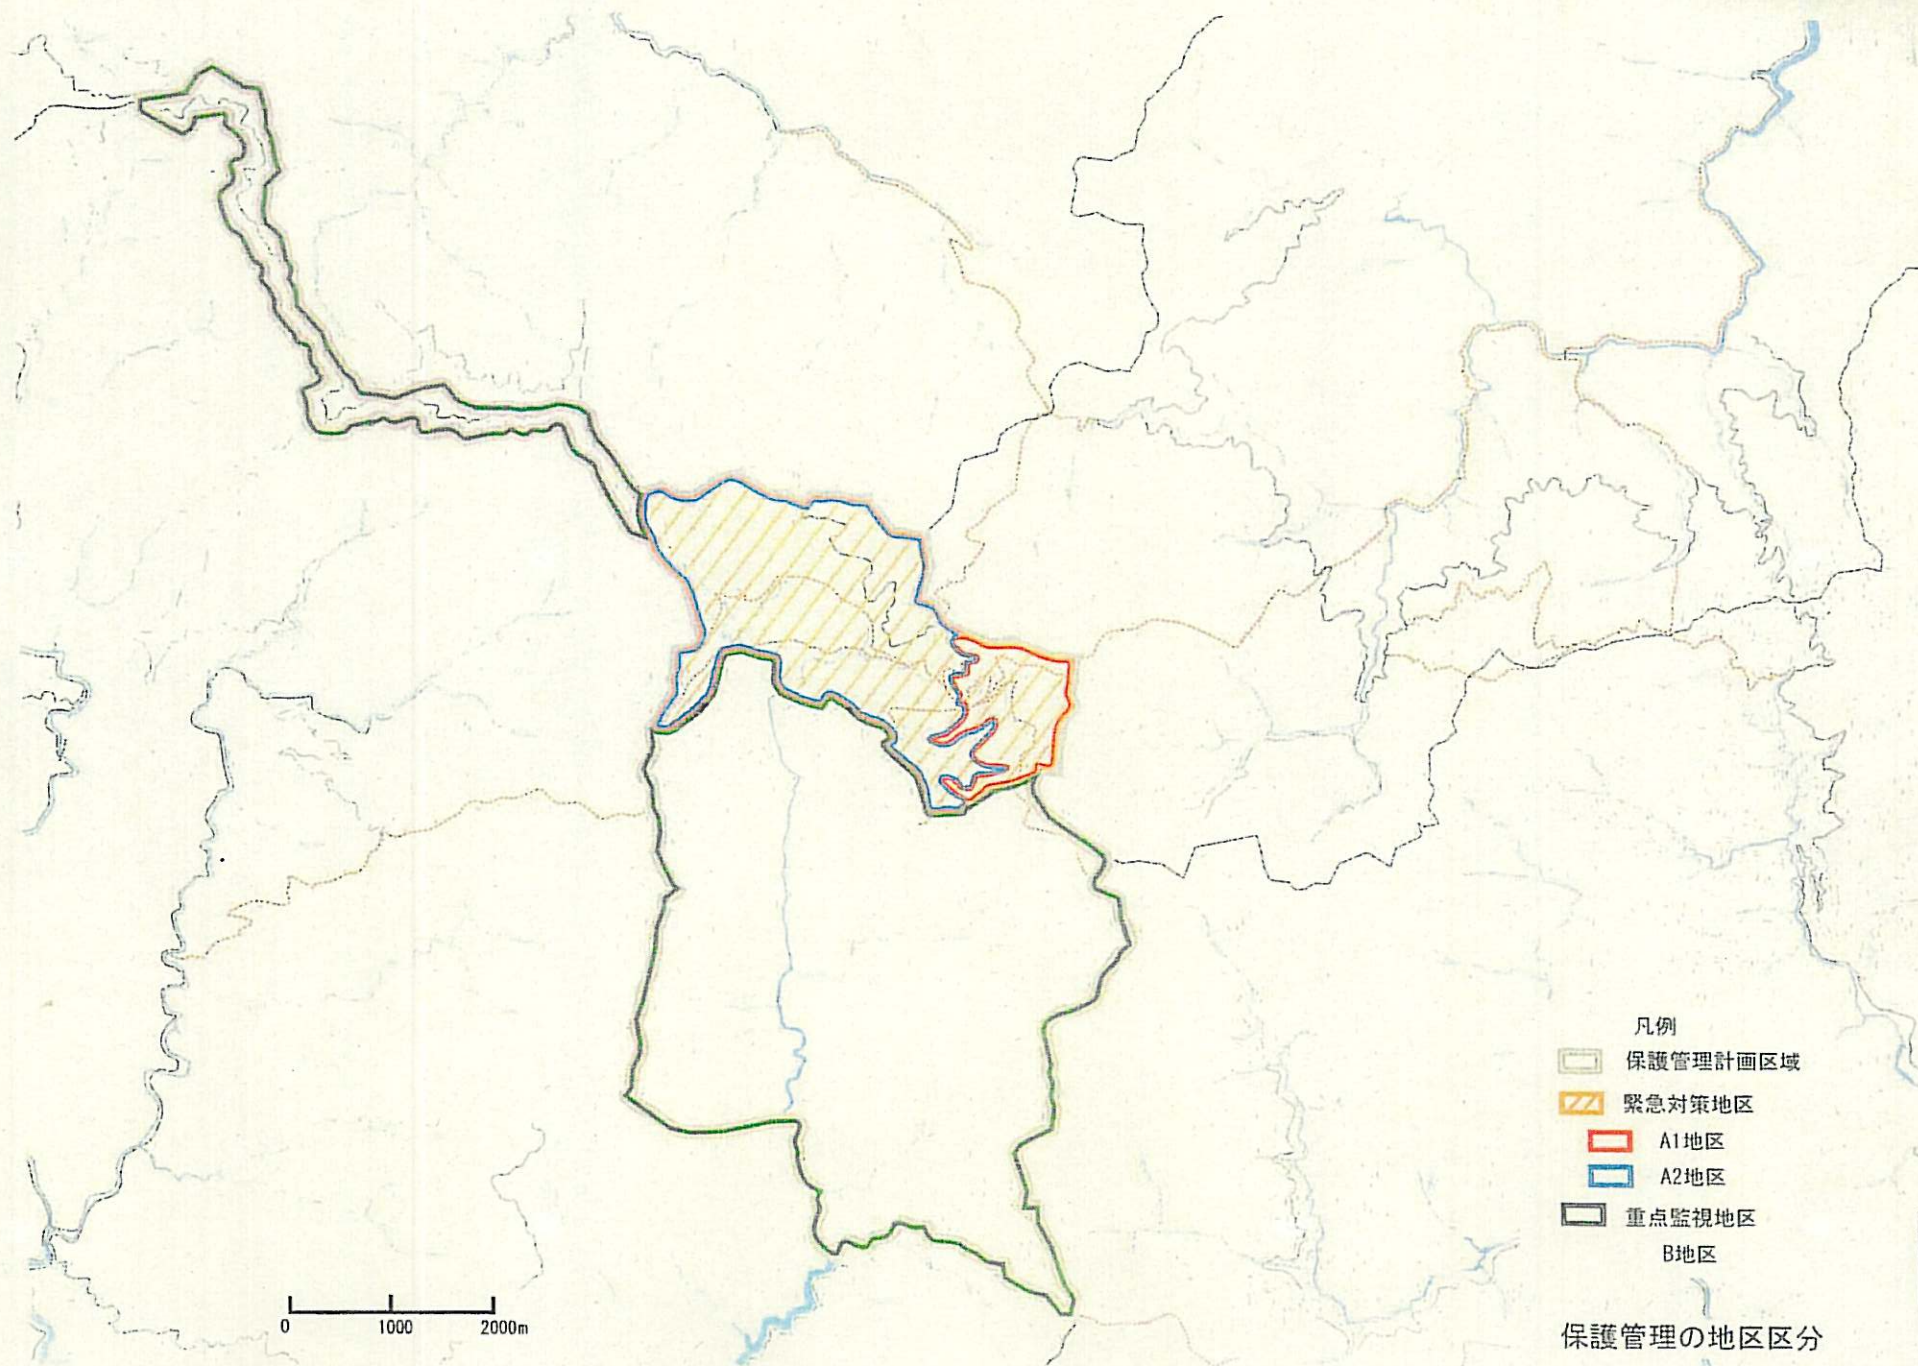 凡例
保護管理計画区域
緊急対策地区
A1地区
A2地区
重点監視地区
B地区
0 1000 2000m
保護管理の地区区分